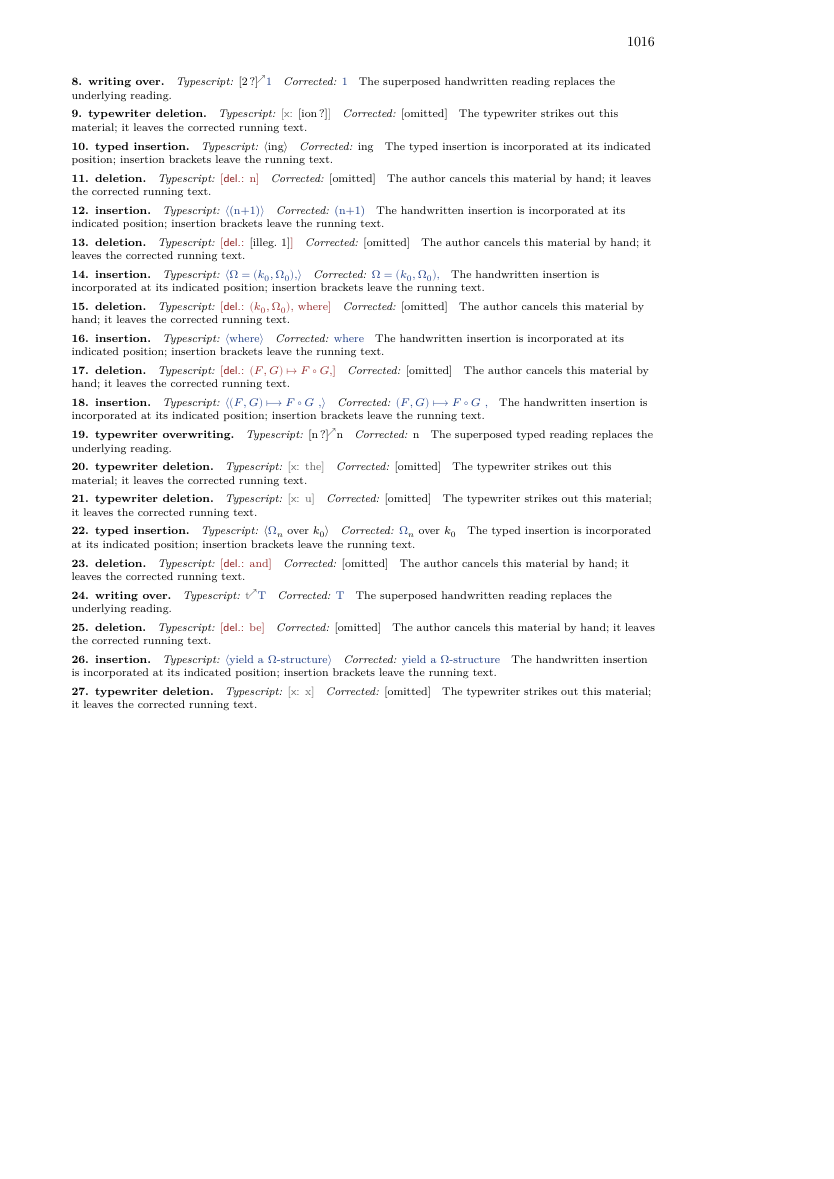 1016
8. writing over. Typescript: [2 ?]↗1 Corrected: 1 The superposed handwritten reading replaces the
underlying reading.
9. typewriter deletion. Typescript: [x: [ion ?]] Corrected: [omitted] The typewriter strikes out this
material; it leaves the corrected running text.
10. typed insertion. Typescript: ⟨ing⟩ Corrected: ing The typed insertion is incorporated at its indicated
position; insertion brackets leave the running text.
11. deletion. Typescript: [del.: n] Corrected: [omitted] The author cancels this material by hand; it leaves
the corrected running text.
12. insertion. Typescript: ⟨(n+1)⟩ Corrected: (n+1) The handwritten insertion is incorporated at its
indicated position; insertion brackets leave the running text.
13. deletion. Typescript: [del.: [illeg. 1]] Corrected: [omitted] The author cancels this material by hand; it
leaves the corrected running text.
14. insertion. Typescript: ⟨Ω = (k₀, Ω₀),⟩ Corrected: Ω = (k₀, Ω₀), The handwritten insertion is
incorporated at its indicated position; insertion brackets leave the running text.
15. deletion. Typescript: [del.: (k₀, Ω₀), where] Corrected: [omitted] The author cancels this material by
hand; it leaves the corrected running text.
16. insertion. Typescript: ⟨where⟩ Corrected: where The handwritten insertion is incorporated at its
indicated position; insertion brackets leave the running text.
17. deletion. Typescript: [del.: (F, G) ↦ F ∘ G,] Corrected: [omitted] The author cancels this material by
hand; it leaves the corrected running text.
18. insertion. Typescript: ⟨(F, G) ⟼ F ∘ G ,⟩ Corrected: (F, G) ⟼ F ∘ G , The handwritten insertion is
incorporated at its indicated position; insertion brackets leave the running text.
19. typewriter overwriting. Typescript: [n ?]↗n Corrected: n The superposed typed reading replaces the
underlying reading.
20. typewriter deletion. Typescript: [x: the] Corrected: [omitted] The typewriter strikes out this
material; it leaves the corrected running text.
21. typewriter deletion. Typescript: [x: u] Corrected: [omitted] The typewriter strikes out this material;
it leaves the corrected running text.
22. typed insertion. Typescript: ⟨Ωₙ over k₀⟩ Corrected: Ωₙ over k₀ The typed insertion is incorporated
at its indicated position; insertion brackets leave the running text.
23. deletion. Typescript: [del.: and] Corrected: [omitted] The author cancels this material by hand; it
leaves the corrected running text.
24. writing over. Typescript: t↗T Corrected: T The superposed handwritten reading replaces the
underlying reading.
25. deletion. Typescript: [del.: be] Corrected: [omitted] The author cancels this material by hand; it leaves
the corrected running text.
26. insertion. Typescript: ⟨yield a Ω-structure⟩ Corrected: yield a Ω-structure The handwritten insertion
is incorporated at its indicated position; insertion brackets leave the running text.
27. typewriter deletion. Typescript: [x: x] Corrected: [omitted] The typewriter strikes out this material;
it leaves the corrected running text.